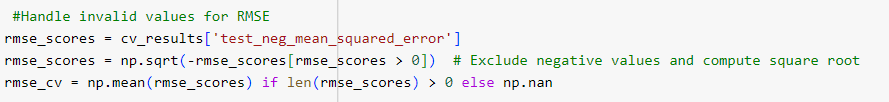 #Handle invalid values for RMSE
rmse_scores = cv_results['test_neg_mean_squared_error']
rmse_scores = np.sqrt(-rmse_scores[rmse_scores > 0])  # Exclude negative values and compute square root
rmse_cv = np.mean(rmse_scores) if len(rmse_scores) > 0 else np.nan